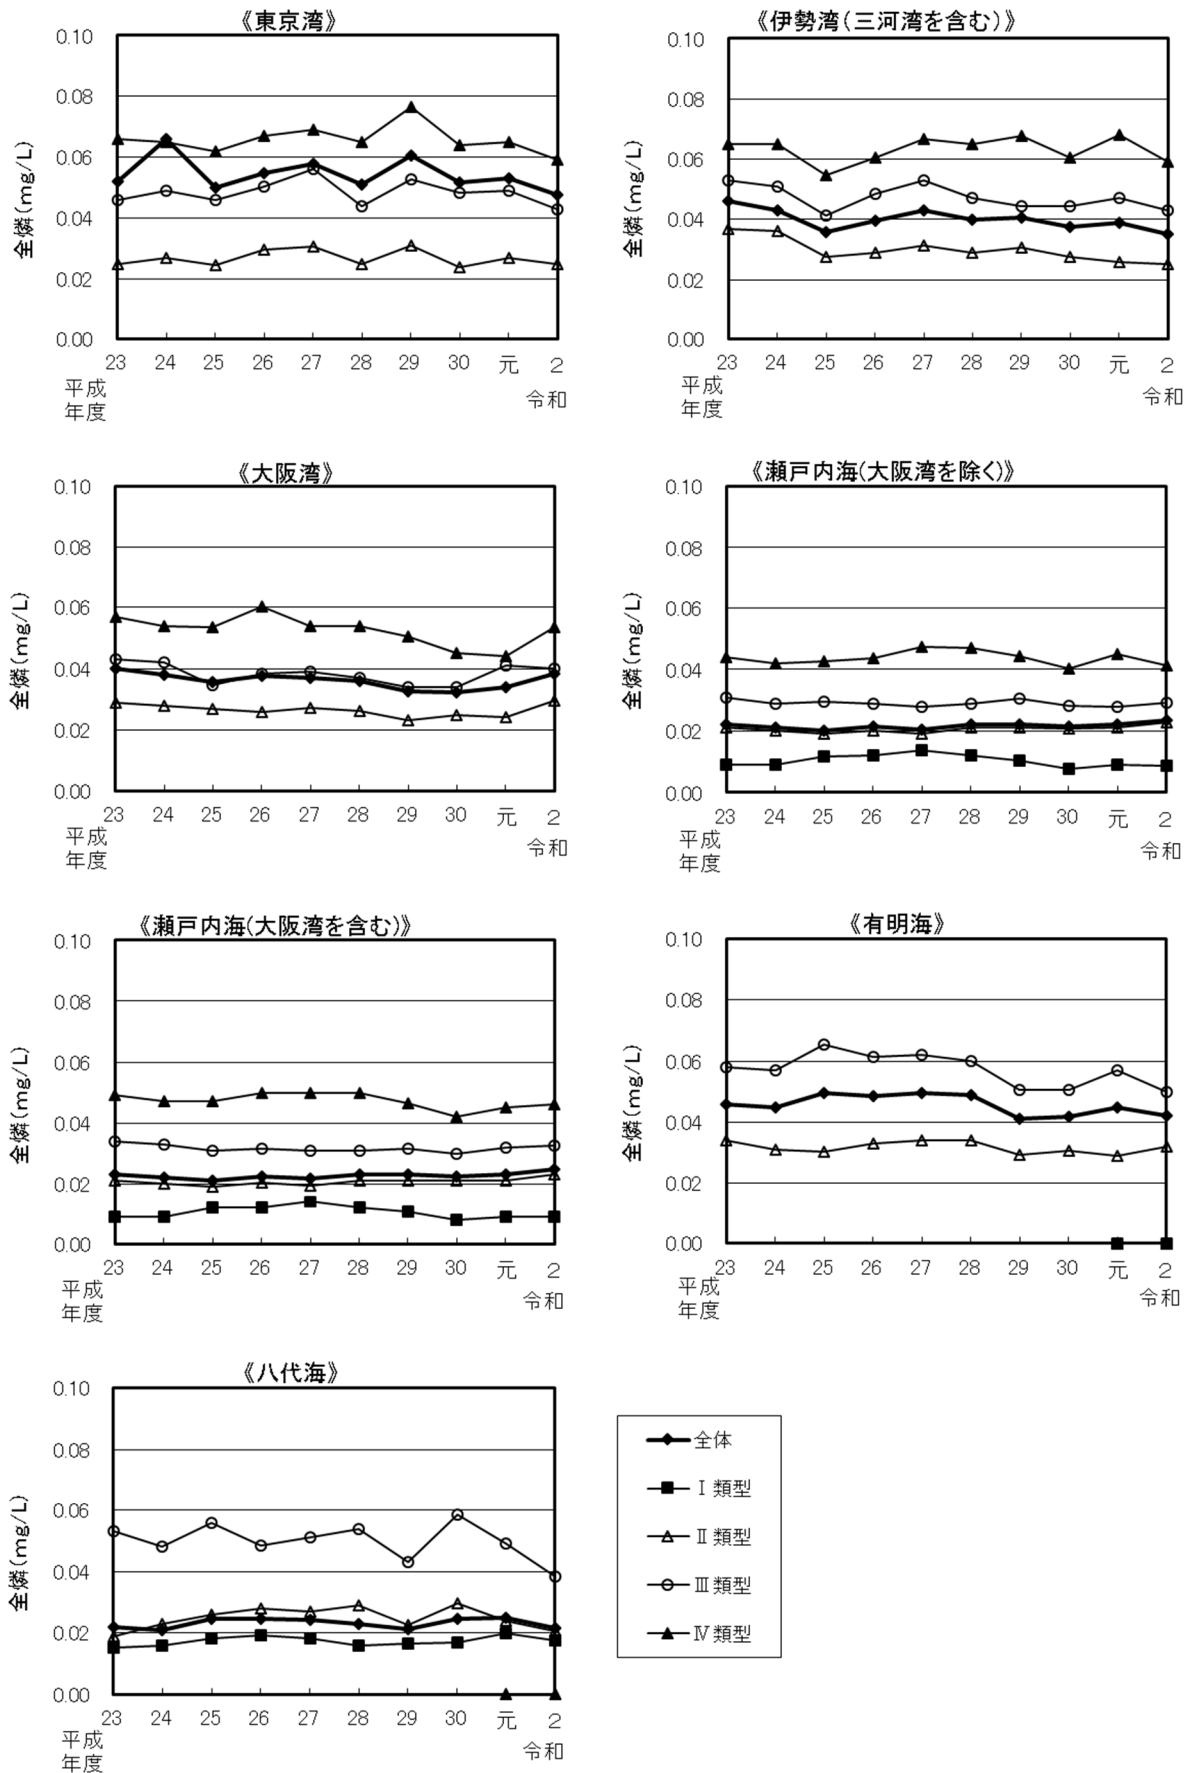 《東京湾》
全燐(mg/L)
0.10
0.08
0.06
0.04
0.02
0.00
23 24 25 26 27 28 29 30 元 2
平成
年度
令和
《伊勢湾(三河湾を含む)》
全燐(mg/L)
0.10
0.08
0.06
0.04
0.02
0.00
23 24 25 26 27 28 29 30 元 2
平成
年度
令和
《大阪湾》
全燐(mg/L)
0.10
0.08
0.06
0.04
0.02
0.00
23 24 25 26 27 28 29 30 元 2
平成
年度
令和
《瀬戸内海(大阪湾を除く)》
全燐(mg/L)
0.10
0.08
0.06
0.04
0.02
0.00
23 24 25 26 27 28 29 30 元 2
平成
年度
令和
《瀬戸内海(大阪湾を含む)》
全燐(mg/L)
0.10
0.08
0.06
0.04
0.02
0.00
23 24 25 26 27 28 29 30 元 2
平成
年度
令和
《有明海》
全燐(mg/L)
0.10
0.08
0.06
0.04
0.02
0.00
23 24 25 26 27 28 29 30 元 2
平成
年度
令和
《八代海》
全燐(mg/L)
0.10
0.08
0.06
0.04
0.02
0.00
23 24 25 26 27 28 29 30 元 2
平成
年度
令和
全体
Ⅰ類型
Ⅱ類型
Ⅲ類型
Ⅳ類型